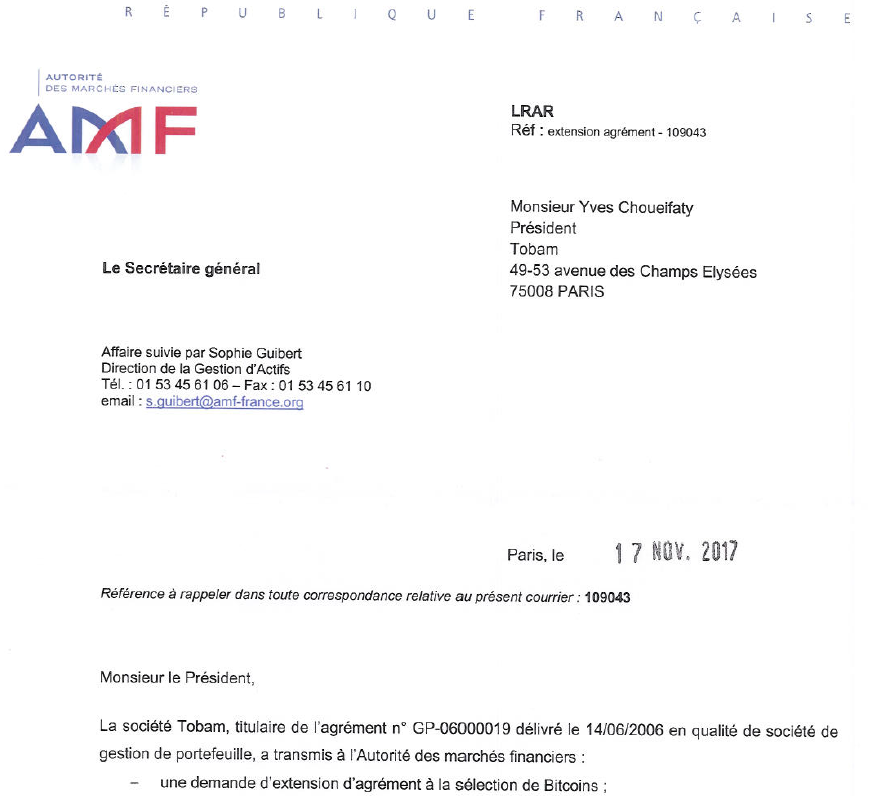 RÉPUBLIQUE FRANÇAISE
AUTORITÉ
DES MARCHÉS FINANCIERS
AMF
LRAR
Réf : extension agrément - 109043
Monsieur Yves Choueifaty
Président
Tobam
49-53 avenue des Champs Elysées
75008 PARIS
Le Secrétaire général
Affaire suivie par Sophie Guibert
Direction de la Gestion d'Actifs
Tél. : 01 53 45 61 06 – Fax : 01 53 45 61 10
email : s.guibert@amf-france.org
Paris, le 17 NOV. 2017
Référence à rappeler dans toute correspondance relative au présent courrier : 109043
Monsieur le Président,
La société Tobam, titulaire de l'agrément n° GP-06000019 délivré le 14/06/2006 en qualité de société de
gestion de portefeuille, a transmis à l'Autorité des marchés financiers :
– une demande d'extension d'agrément à la sélection de Bitcoins ;